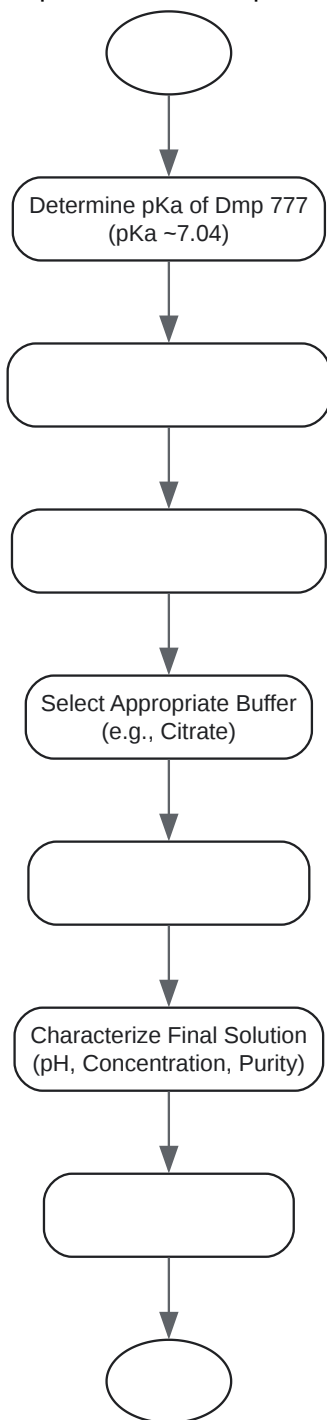 Determine pKa of Dmp 777
(pKa ~7.04)
Select Appropriate Buffer
(e.g., Citrate)
Characterize Final Solution
(pH, Concentration, Purity)